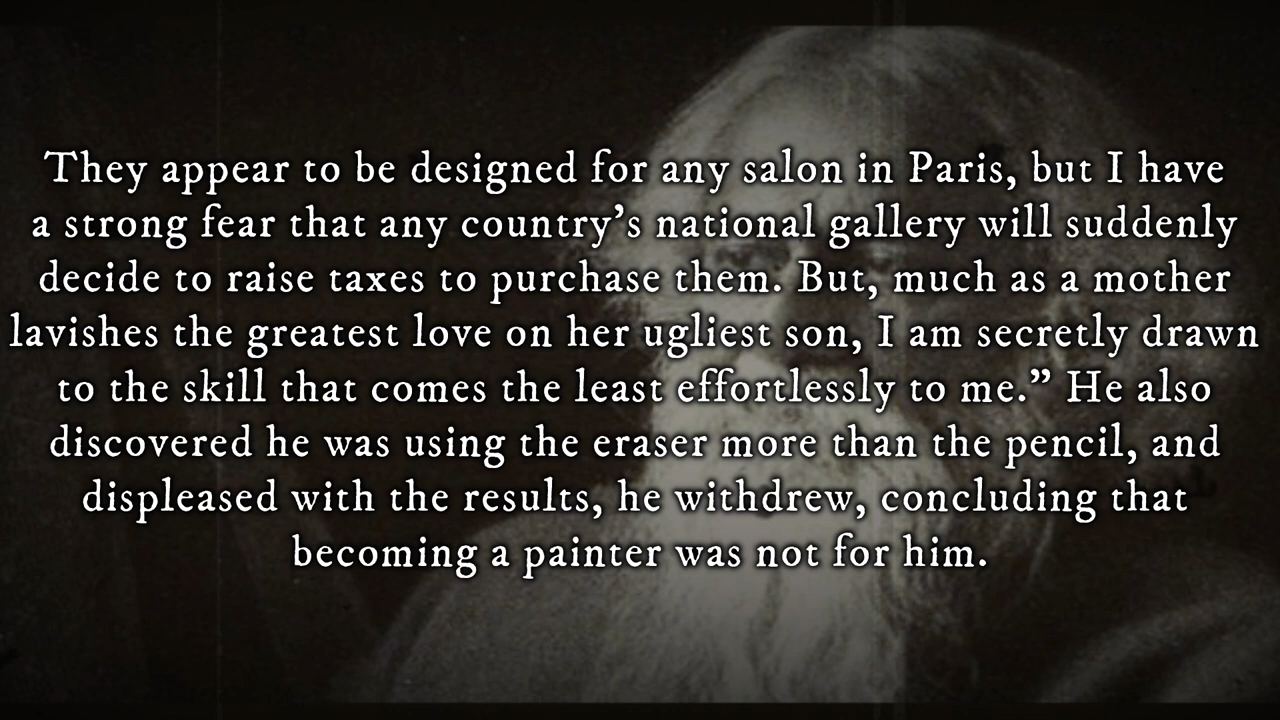 They appear to be designed for any salon in Paris, but I have
a strong fear that any country’s national gallery will suddenly
decide to raise taxes to purchase them. But, much as a mother
lavishes the greatest love on her ugliest son, I am secretly drawn
to the skill that comes the least effortlessly to me.” He also
discovered he was using the eraser more than the pencil, and
displeased with the results, he withdrew, concluding that
becoming a painter was not for him.